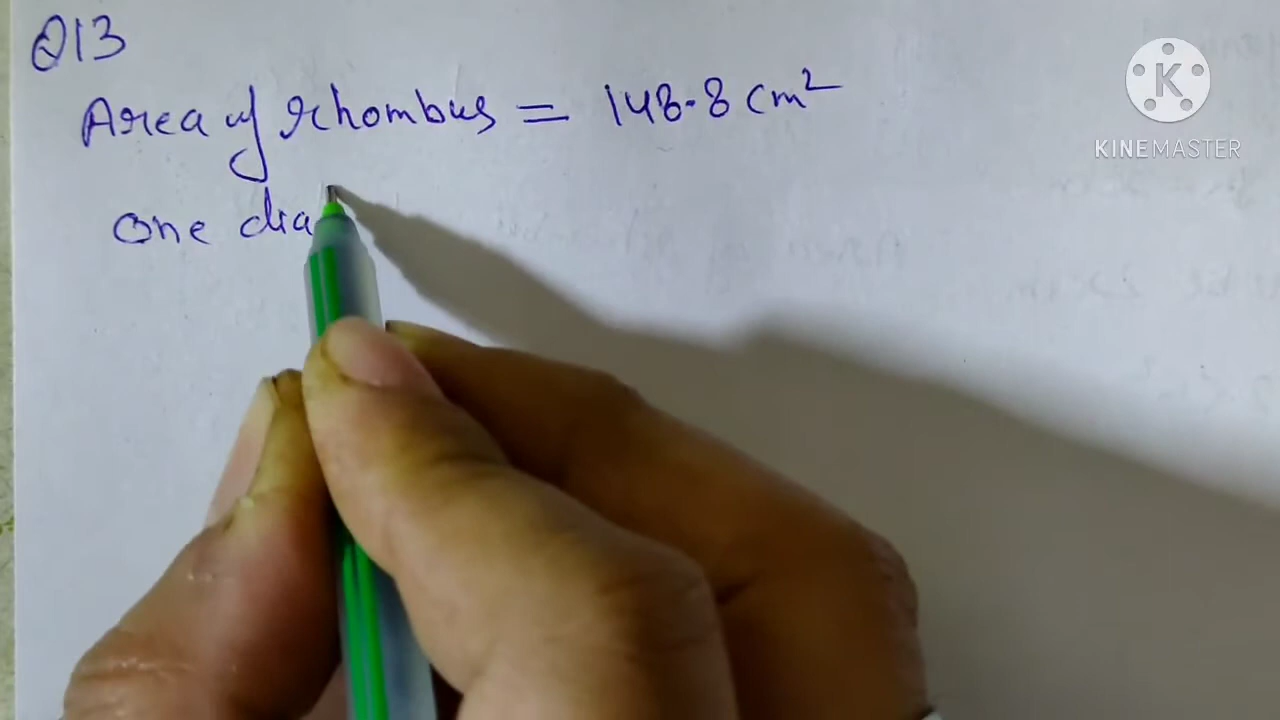 Q13
Area of rhombus = 148.8 cm²
K
KINEMASTER
One dia